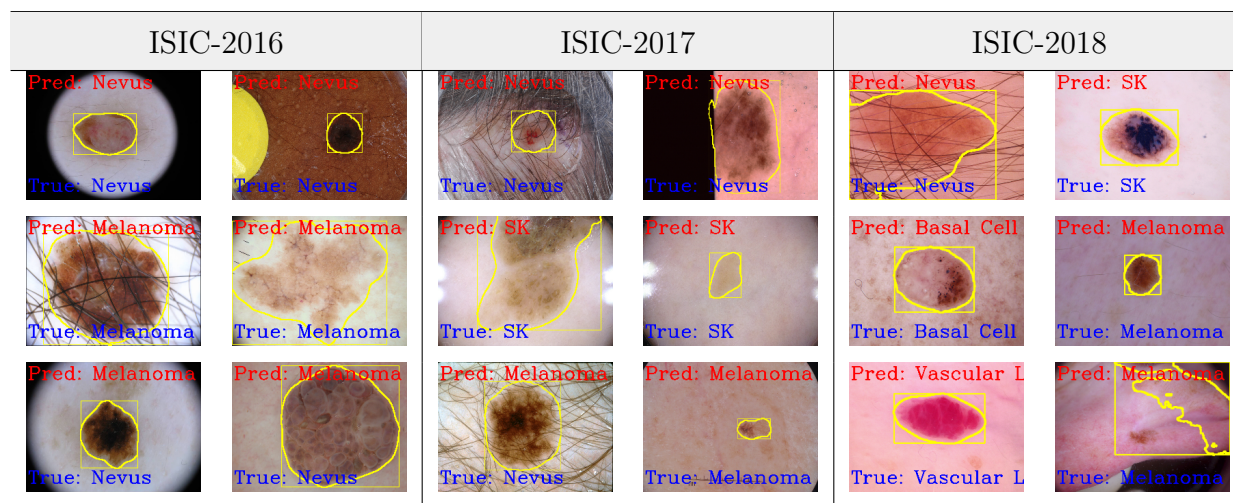 ISIC-2016 ISIC-2017 ISIC-2018
Pred: Nevus Pred: Nevus Pred: Nevus Pred: Nevus Pred: Nevus Pred: SK
True: Nevus True: Nevus True: Nevus True: Nevus True: Nevus True: SK
Pred: Melanoma Pred: Melanoma Pred: SK Pred: SK Pred: Basal Cell Pred: Melanoma
True: Melanoma True: Melanoma True: SK True: SK True: Basal Cell True: Melanoma
Pred: Melanoma Pred: Melanoma Pred: Melanoma Pred: Melanoma Pred: Vascular L Pred: Melanoma
True: Nevus True: Nevus True: Nevus True: Melanoma True: Vascular L True: Melanoma